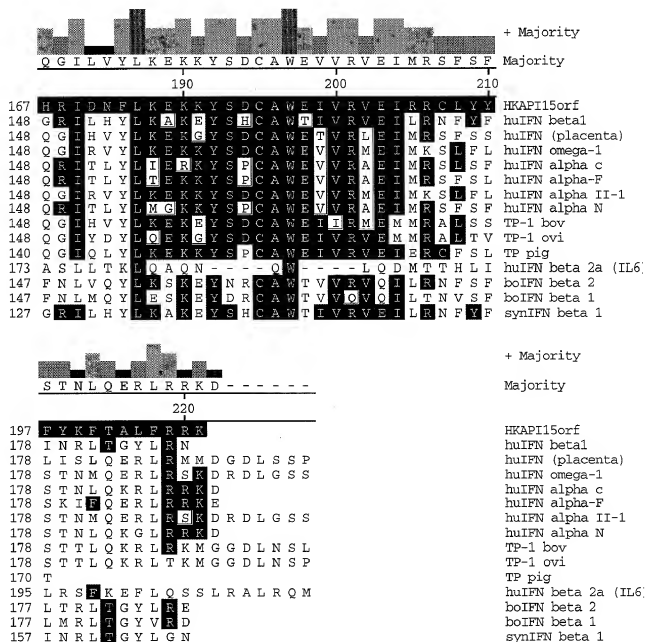 + Majority
Q G I L V Y L K E K K Y S D C A W E V V R V E I M R S F S F Majority
190 200 210
167 H R I D N F L K E K K Y S D C A W E I V R V E I R R C L Y Y HKAPI15orf
148 G R I L H Y L K A K E Y S H C A W T I V R V E I L R N F Y F huIFN beta1
148 Q G I H V Y L K E K G Y S D C A W E T V R L E I M R S F S S huIFN (placenta)
148 Q G I R V Y L K E K K Y S D C A W E V V R M E I M K S L F L huIFN omega-1
148 Q R I T L Y L I E R K Y S P C A W E V V R A E I M R S L S F huIFN alpha c
148 Q R I T L Y L T E K K Y S P C A W E V V R A E I M R S F S L huIFN alpha-F
148 Q G I R V Y L K E K K Y S D C A W E V V R M E I M K S L F L huIFN alpha II-1
148 Q R I T L Y L M G K K Y S P C A W E V V R A E I M R S F S F huIFN alpha N
148 Q G I H V Y L K E K E Y S D C A W E I I R M E M M R A L S S TP-1 bov
148 Q G I Y D Y L Q E K G Y S D C A W E I V R V E M M R A L T V TP-1 ovi
140 Q G I Q L Y L K E K K Y S P C A W E V V R V E I E R C F S L TP pig
173 A S L L T K L Q A Q N - - - - Q W - - - - L Q D M T T H L I huIFN beta 2a (IL6)
147 F N L V Q Y L K S K E Y N R C A W T V V R V Q I L R N F S F boIFN beta 2
147 F N L M Q Y L E S K E Y D R C A W T V V Q V Q I L T N V S F boIFN beta 1
127 G R I L H Y L K A K E Y S H C A W T I V R V E I L R N F Y F synIFN beta 1
+ Majority
S T N L Q E R L R R K D - - - - - - Majority
220
197 F Y K F T A L F R R K HKAPI15orf
178 I N R L T G Y L R N huIFN beta1
178 L I S L Q E R L R M M D G D L S S P huIFN (placenta)
178 S T N M Q E R L R S K D R D L G S S huIFN omega-1
178 S T N L Q K R L R R K D huIFN alpha c
178 S K I F Q E R L R R K E huIFN alpha-F
178 S T N M Q E R L R S K D R D L G S S huIFN alpha II-1
178 S T N L Q K G L R R K D huIFN alpha N
178 S T T L Q K R L R K M G G D L N S L TP-1 bov
178 S T T L Q K R L T K M G G D L N S P TP-1 ovi
170 T TP pig
195 L R S F K E F L Q S S L R A L R Q M huIFN beta 2a (IL6)
177 L T R L T G Y L R E boIFN beta 2
177 L M R L T G Y V R D boIFN beta 1
157 I N R L T G Y L G N synIFN beta 1